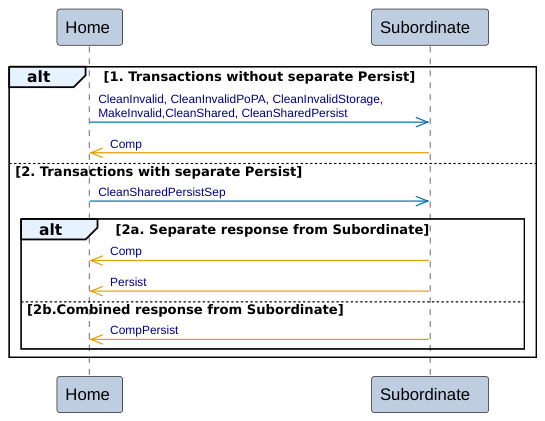 Home Subordinate
alt [1. Transactions without separate Persist]
CleanInvalid, CleanInvalidPoPA, CleanInvalidStorage,
MakeInvalid,CleanShared, CleanSharedPersist
Comp
[2. Transactions with separate Persist]
CleanSharedPersistSep
alt [2a. Separate response from Subordinate]
Comp
Persist
[2b.Combined response from Subordinate]
CompPersist
Home Subordinate